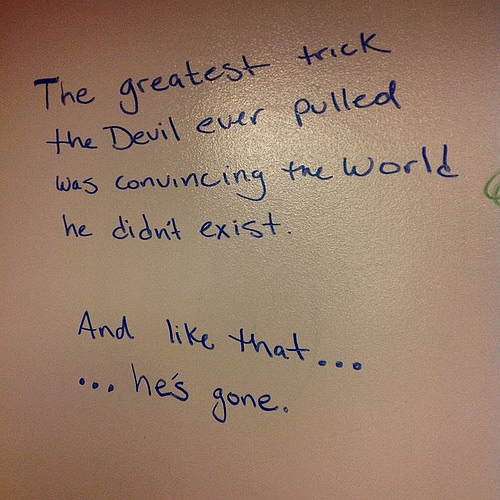 The greatest trick
the Devil ever pulled
was convincing the World
he didn't exist.
And like that...
... he's gone.